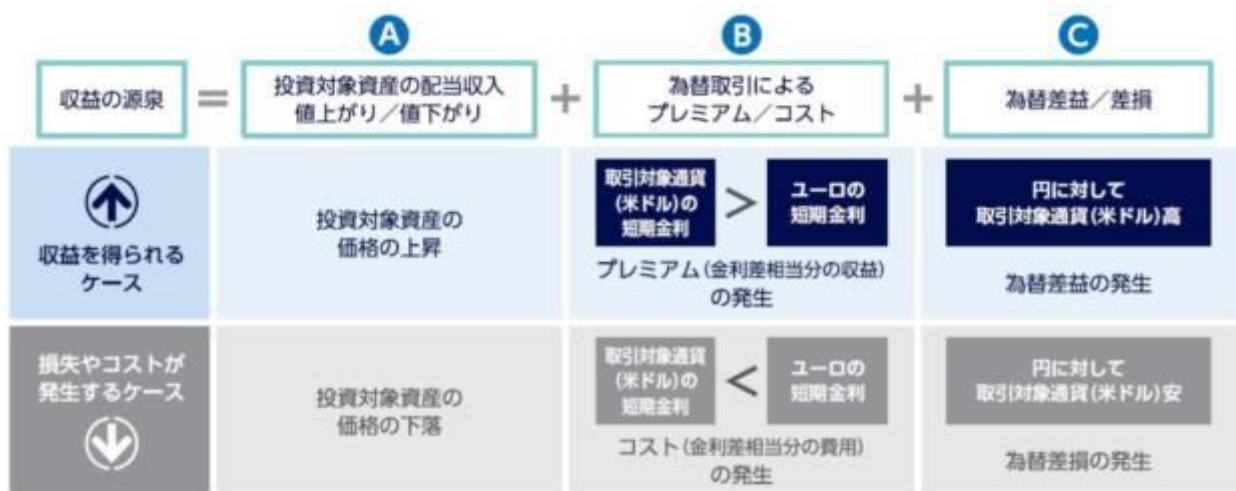 A
B
C
収益の源泉
=
投資対象資産の配当収入
値上がり/値下がり
+
為替取引による
プレミアム/コスト
+
為替差益/差損
収益を得られる
ケース
投資対象資産の
価格の上昇
取引対象通貨
(米ドル)の
短期金利
>
ユーロの
短期金利
プレミアム(金利差相当分の収益)
の発生
円に対して
取引対象通貨(米ドル)高
為替差益の発生
損失やコストが
発生するケース
投資対象資産の
価格の下落
取引対象通貨
(米ドル)の
短期金利
<
ユーロの
短期金利
コスト(金利差相当分の費用)
の発生
円に対して
取引対象通貨(米ドル)安
為替差損の発生